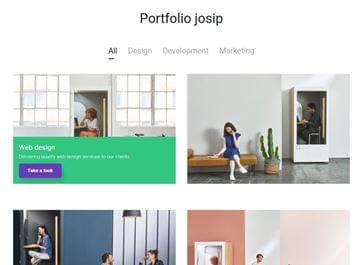 Portfolio josip
All Design Development Marketing
Web design
Delivering quality web design services to our clients
Take a look